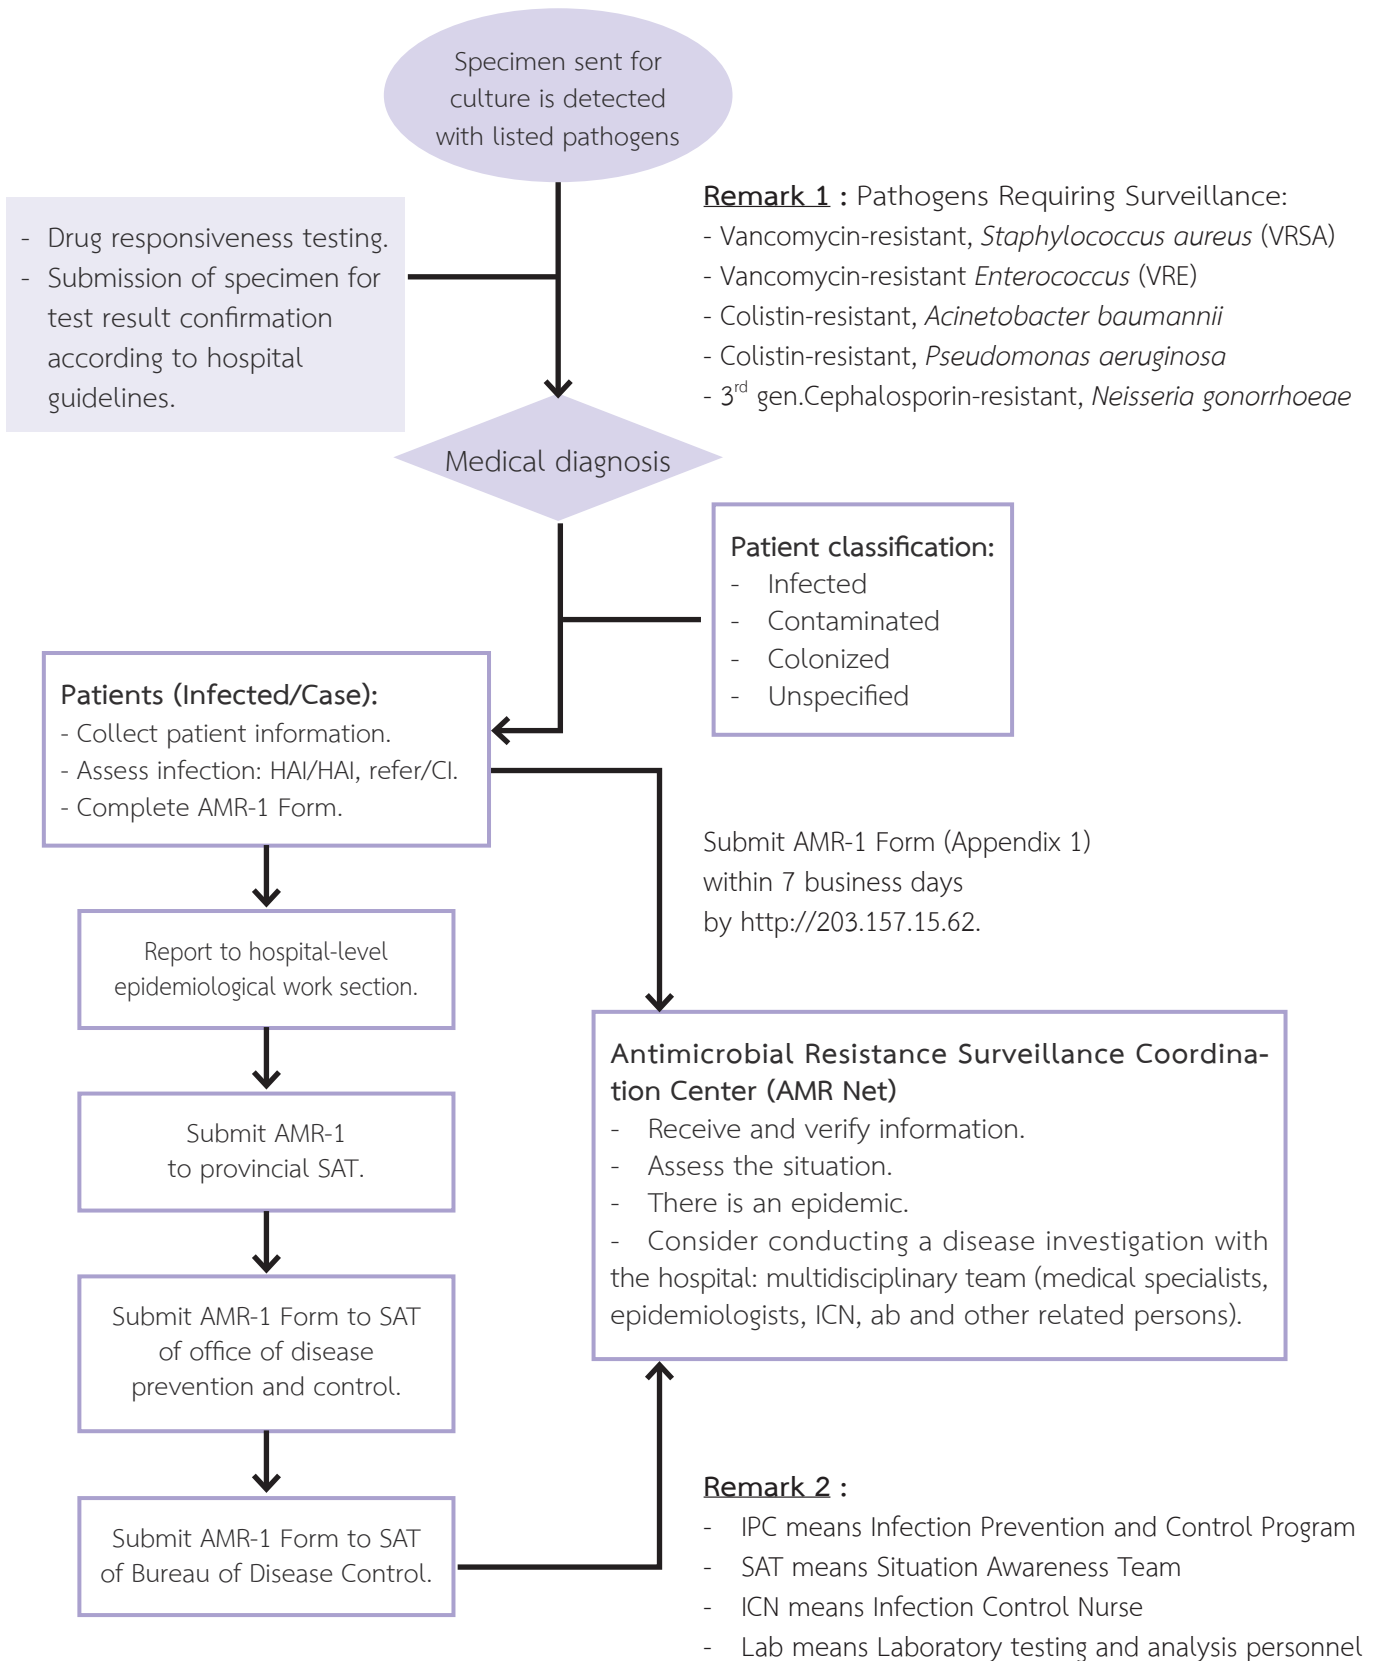 Specimen sent for
culture is detected
with listed pathogens
- Drug responsiveness testing.
- Submission of specimen for
test result confirmation
according to hospital
guidelines.
Remark 1 : Pathogens Requiring Surveillance:
- Vancomycin-resistant, Staphylococcus aureus (VRSA)
- Vancomycin-resistant Enterococcus (VRE)
- Colistin-resistant, Acinetobacter baumannii
- Colistin-resistant, Pseudomonas aeruginosa
- 3rd gen.Cephalosporin-resistant, Neisseria gonorrhoeae
Medical diagnosis
Patient classification:
- Infected
- Contaminated
- Colonized
- Unspecified
Patients (Infected/Case):
- Collect patient information.
- Assess infection: HAI/HAI, refer/CI.
- Complete AMR-1 Form.
Submit AMR-1 Form (Appendix 1)
within 7 business days
by http://203.157.15.62.
Report to hospital-level
epidemiological work section.
Submit AMR-1
to provincial SAT.
Submit AMR-1 Form to SAT
of office of disease
prevention and control.
Submit AMR-1 Form to SAT
of Bureau of Disease Control.
Antimicrobial Resistance Surveillance Coordina-
tion Center (AMR Net)
- Receive and verify information.
- Assess the situation.
- There is an epidemic.
- Consider conducting a disease investigation with
the hospital: multidisciplinary team (medical specialists,
epidemiologists, ICN, ab and other related persons).
Remark 2 :
- IPC means Infection Prevention and Control Program
- SAT means Situation Awareness Team
- ICN means Infection Control Nurse
- Lab means Laboratory testing and analysis personnel